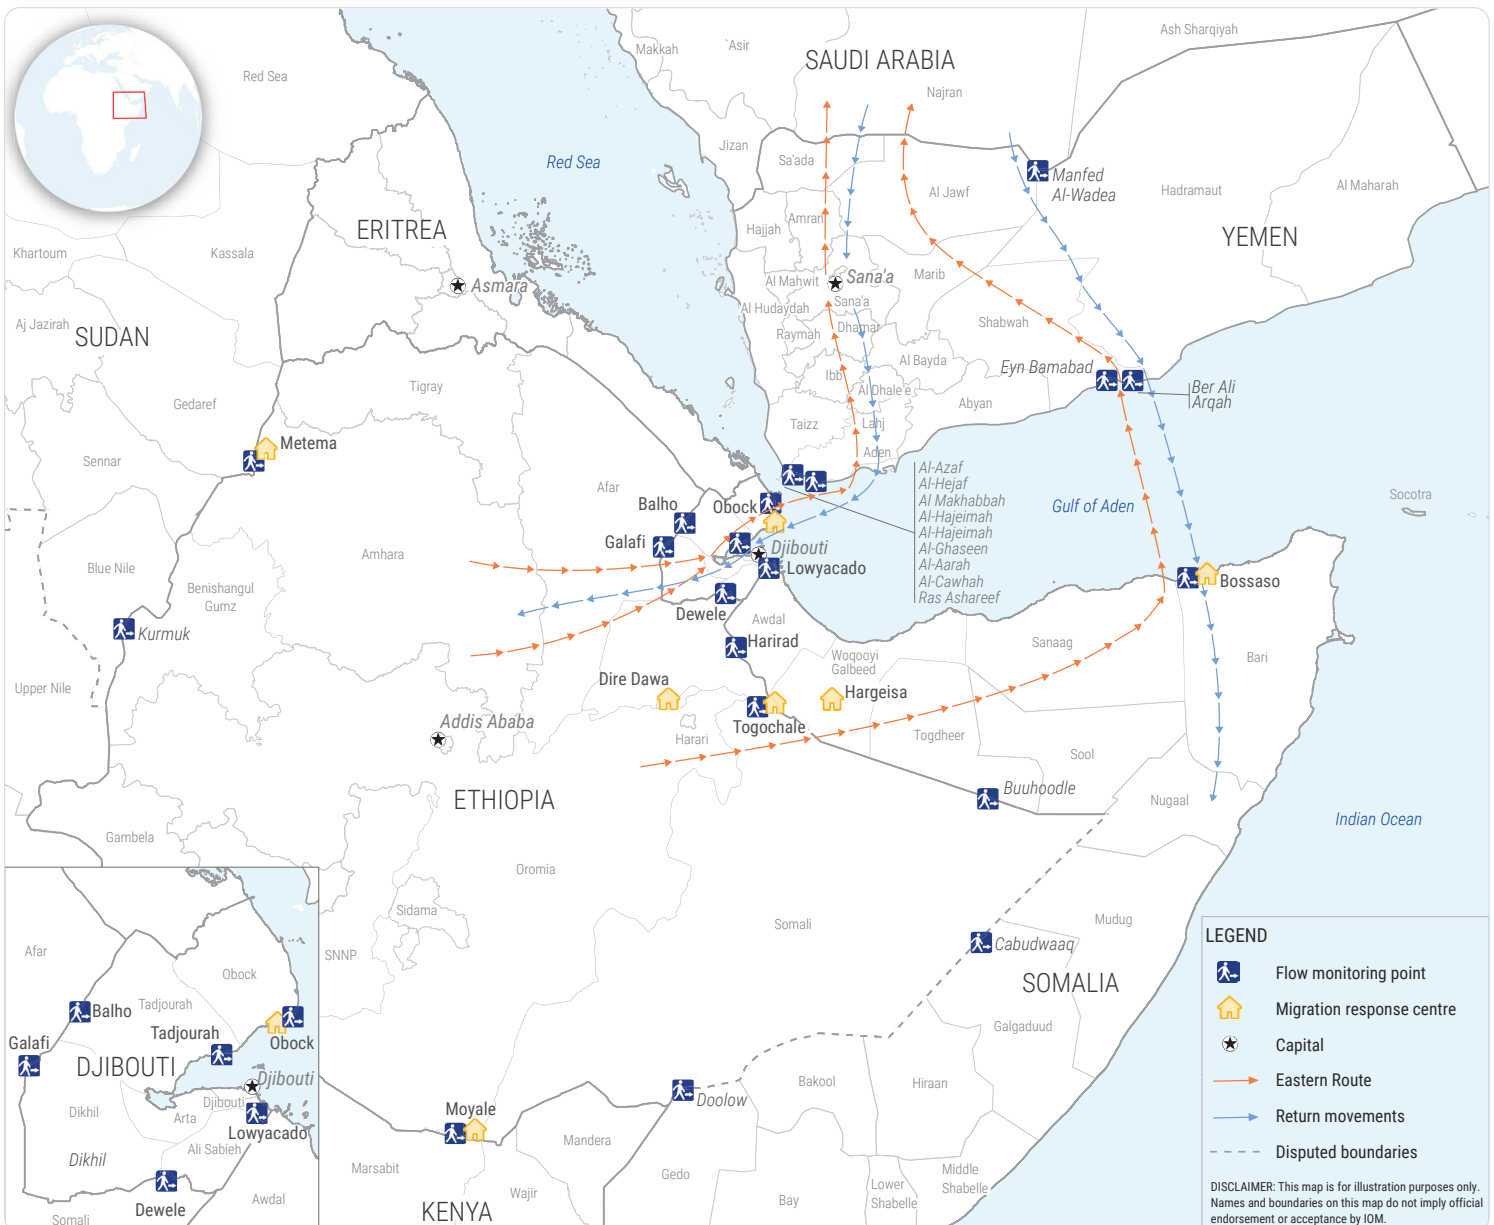 SAUDI ARABIA
Ash Sharqiyah
Makkah
Asir
Red Sea
Najran
Jizan
Sa'ada
Red Sea
Manfed
Al-Wadea
Al Jawf
Hadramaut
Al Maharah
Amran
Hajjah
ERITREA
YEMEN
Khartoum
Kassala
Asmara
Al Mahwit
Sana'a
Marib
Sana'a
Al Hudaydah
Dhamar
Raymah
Shabwah
Aj Jazirah
SUDAN
Al Bayda
Eyn Bamabad
Ibb
Al Dhale'e
Ber Ali
Arqah
Tigray
Gedaref
Abyan
Taizz
Lahj
Metema
Aden
Sennar
Al-Azaf
Al-Hejaf
Al Makhabbah
Al-Hajeimah
Al-Hajeimah
Al-Ghaseen
Al-Aarah
Al-Cawhah
Ras Ashareef
Afar
Balho
Obock
Gulf of Aden
Socotra
Galafi
Djibouti
Lowyacado
Amhara
Blue Nile
Benishangul
Gumz
Bossaso
Dewele
Awdal
Kurmuk
Harirad
Woqooyi
Galbeed
Sanaag
Bari
Upper Nile
Dire Dawa
Hargeisa
Togochale
Addis Ababa
Harari
Togdheer
Sool
ETHIOPIA
Buuhoodle
Nugaal
Indian Ocean
Gambela
Oromia
Sidama
Somali
Mudug
SNNP
Cabudwaaq
SOMALIA
Galgaduud
Bakool
Hiraan
Doolow
Moyale
Mandera
Marsabit
Wajir
Gedo
Bay
Lower
Shabelle
Middle
Shabelle
KENYA
Afar
Obock
Tadjourah
Balho
Tadjourah
Galafi
Obock
DJIBOUTI
Djibouti
Dikhil
Djibouti
Arta
Lowyacado
Ali Sabieh
Dikhil
Dewele
Awdal
Somali
LEGEND
Flow monitoring point
Migration response centre
Capital
Eastern Route
Return movements
Disputed boundaries
DISCLAIMER: This map is for illustration purposes only.
Names and boundaries on this map do not imply official
endorsement or acceptance by IOM.